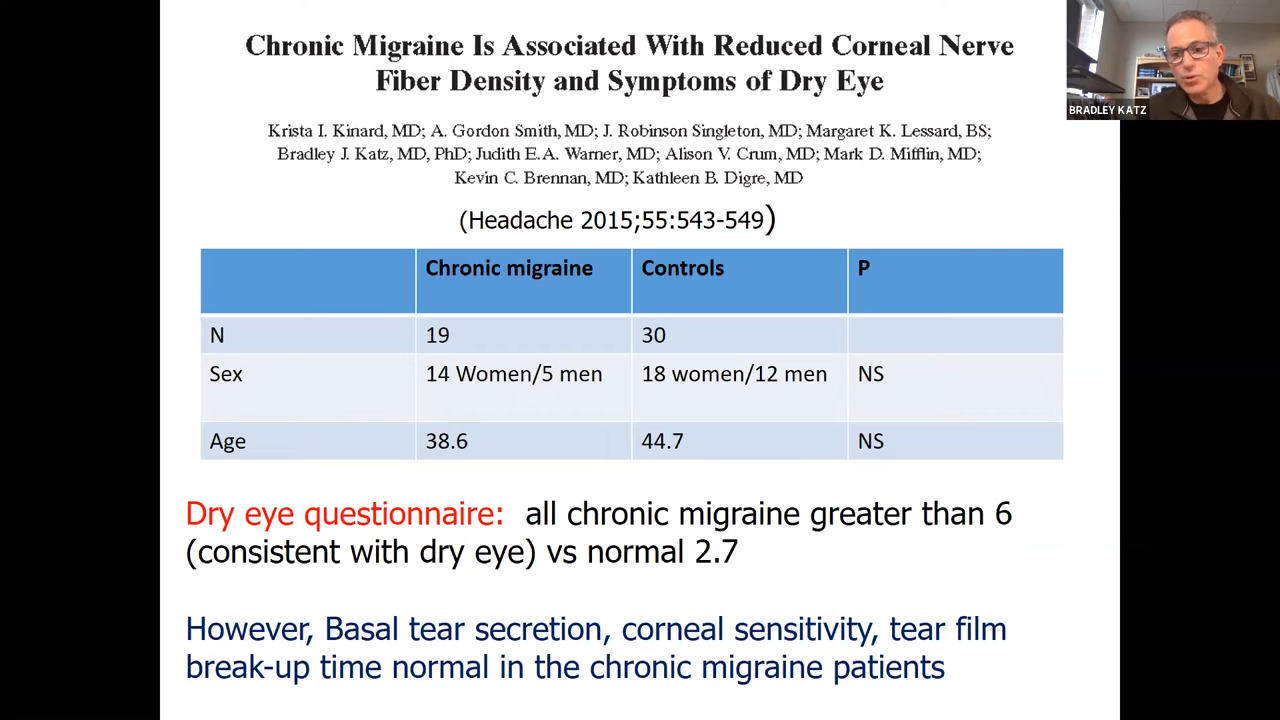 Chronic Migraine Is Associated With Reduced Corneal Nerve
Fiber Density and Symptoms of Dry Eye
BRADLEY KATZ
Krista I. Kinard, MD; A. Gordon Smith, MD; J. Robinson Singleton, MD; Margaret K. Lessard, BS;
Bradley J. Katz, MD, PhD; Judith E.A. Warner, MD; Alison V. Crum, MD; Mark D. Mifflin, MD;
Kevin C. Brennan, MD; Kathleen B. Digre, MD
(Headache 2015;55:543-549)
Chronic migraine Controls P
N 19 30
Sex 14 Women/5 men 18 women/12 men NS
Age 38.6 44.7 NS
Dry eye questionnaire: all chronic migraine greater than 6
(consistent with dry eye) vs normal 2.7
However, Basal tear secretion, corneal sensitivity, tear film
break-up time normal in the chronic migraine patients